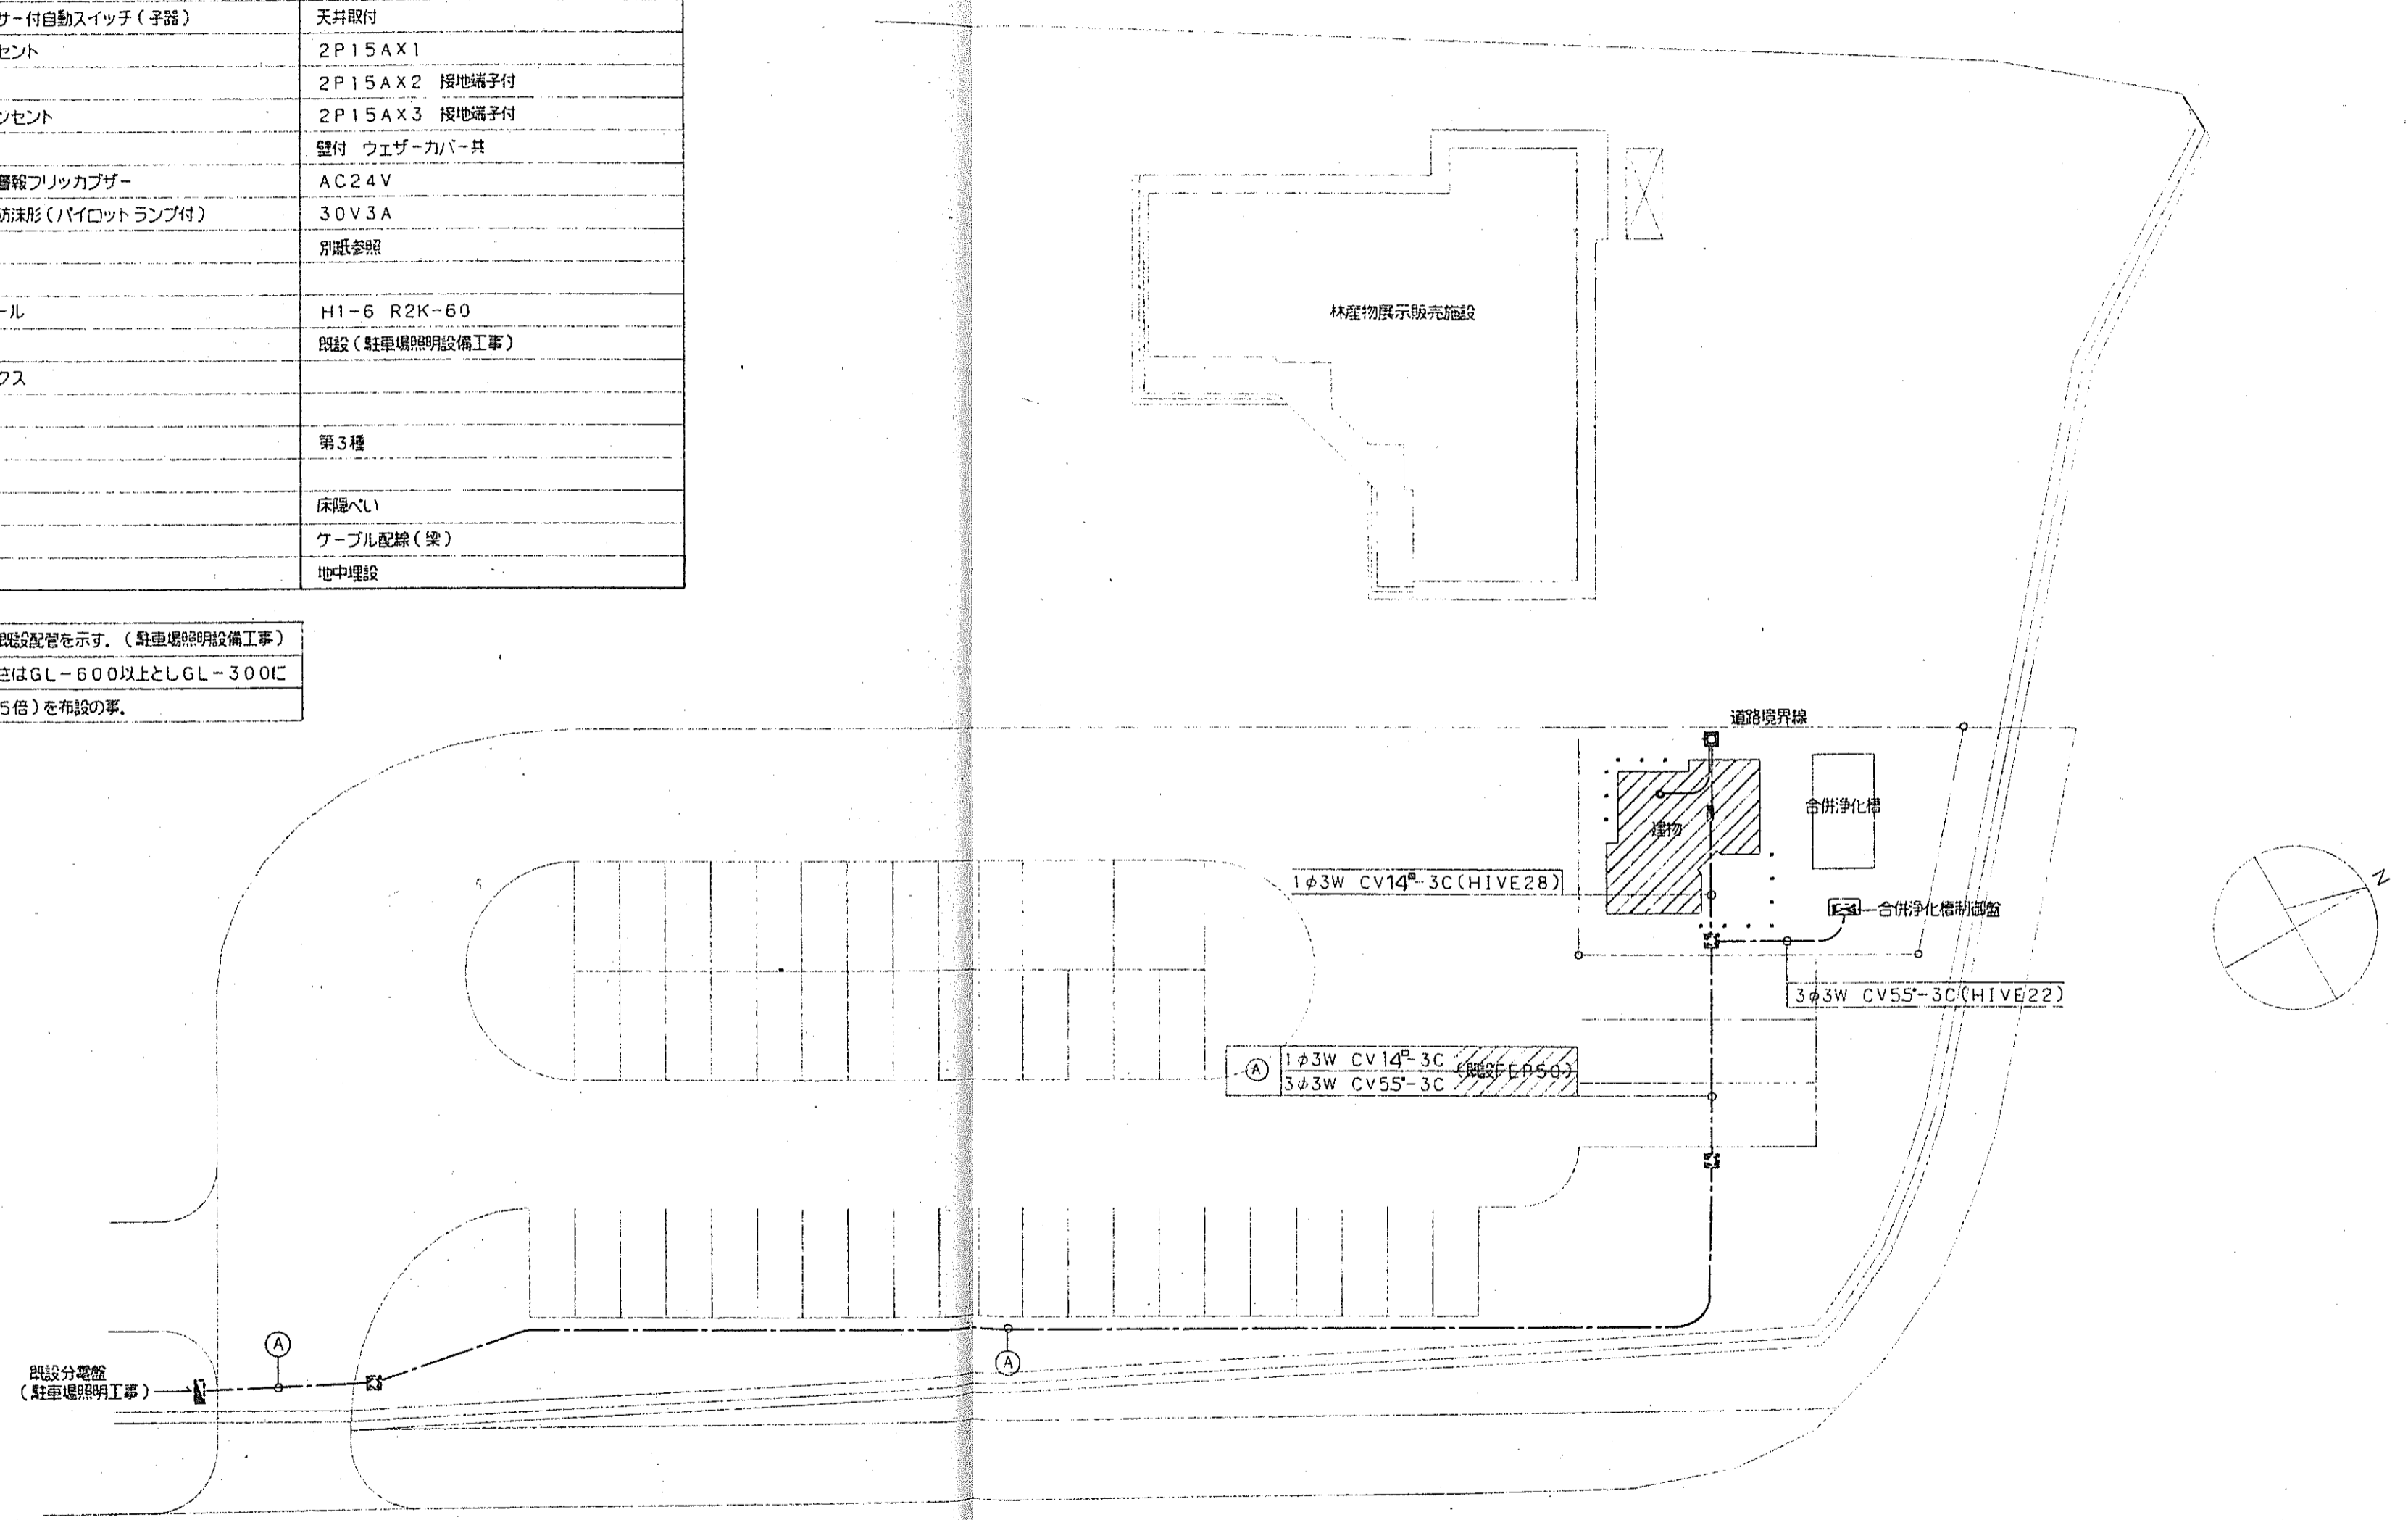 サー付自動スイッチ(子器) 天井取付
セント 2P15AX1
2P15AX2 接地端子付
ンセント 2P15AX3 接地端子付
壁付 ウェザーカバー共
警報フリッカブザー AC24V
防沫形(パイロットランプ付) 30V3A
別紙参照
ール H1-6 R2K-60
既設(駐車場照明設備工事)
クス
第3種
床隠ぺい
ケーブル配線(梁)
地中埋設
既設配管を示す.(駐車場照明設備工事)
さはGL-600以上としGL-300に
5倍)を布設の事.
林産物展示販売施設
道路境界線
合併浄化槽
建物
1φ3W CV14□-3C(HIVE28)
合併浄化槽制御盤
N
3φ3W CV5.5□-3C(HIVE22)
A 1φ3W CV14□-3C (既設FEP50)
3φ3W CV5.5□-3C
A
A
既設分電盤
(駐車場照明工事)